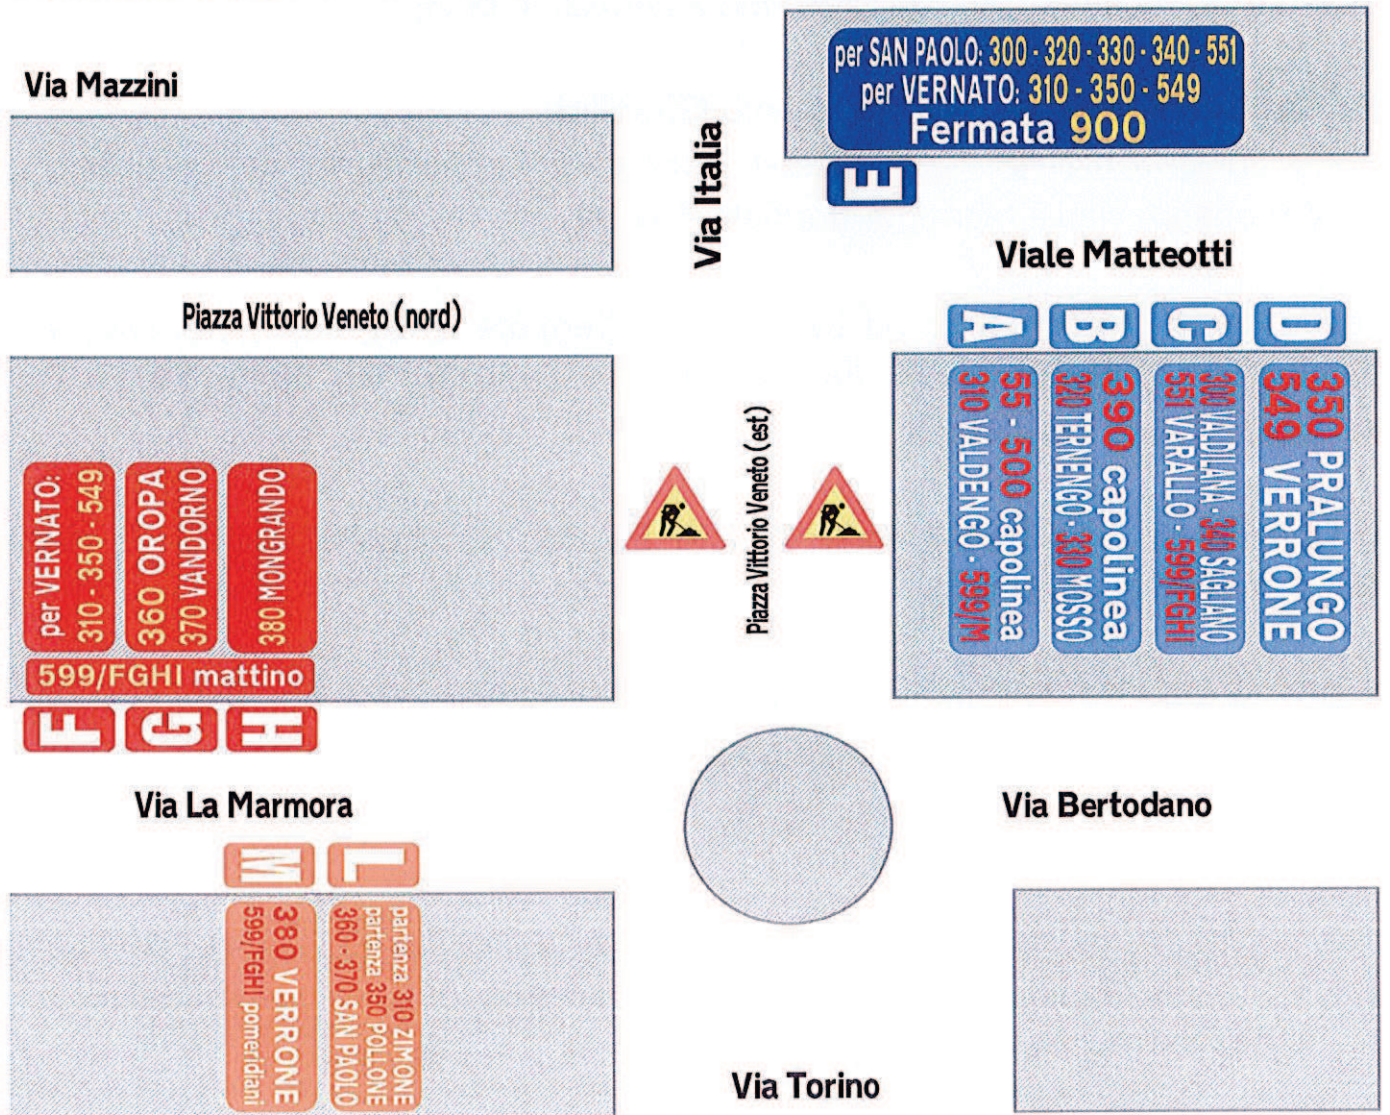 Via Mazzini
Via Italia
per SAN PAOLO: 300 - 320 - 330 - 340 - 551
per VERNATO: 310 - 350 - 549
Fermata 900
E
Viale Matteotti
Piazza Vittorio Veneto (nord)
A
B
C
D
55 - 500 capolinea
310 VALDENGO - 599/M
390 capolinea
320 TERNENGO - 330 MOSSO
300 VALDILANA - 340 SAGLIANO
551 VARALLO - 599/FGHI
350 PRALUNGO
549 VERRONE
Piazza Vittorio Veneto (est)
per VERNATO:
310 - 350 - 549
360 OROPA
370 VANDORNO
380 MONGRANDO
599/FGHI mattino
F
G
H
Via La Marmora
Via Bertodano
M
L
380 VERRONE
599/FGHI pomeridiani
partenza 310 ZIMONE
partenza 350 POLLONE
360 - 370 SAN PAOLO
Via Torino